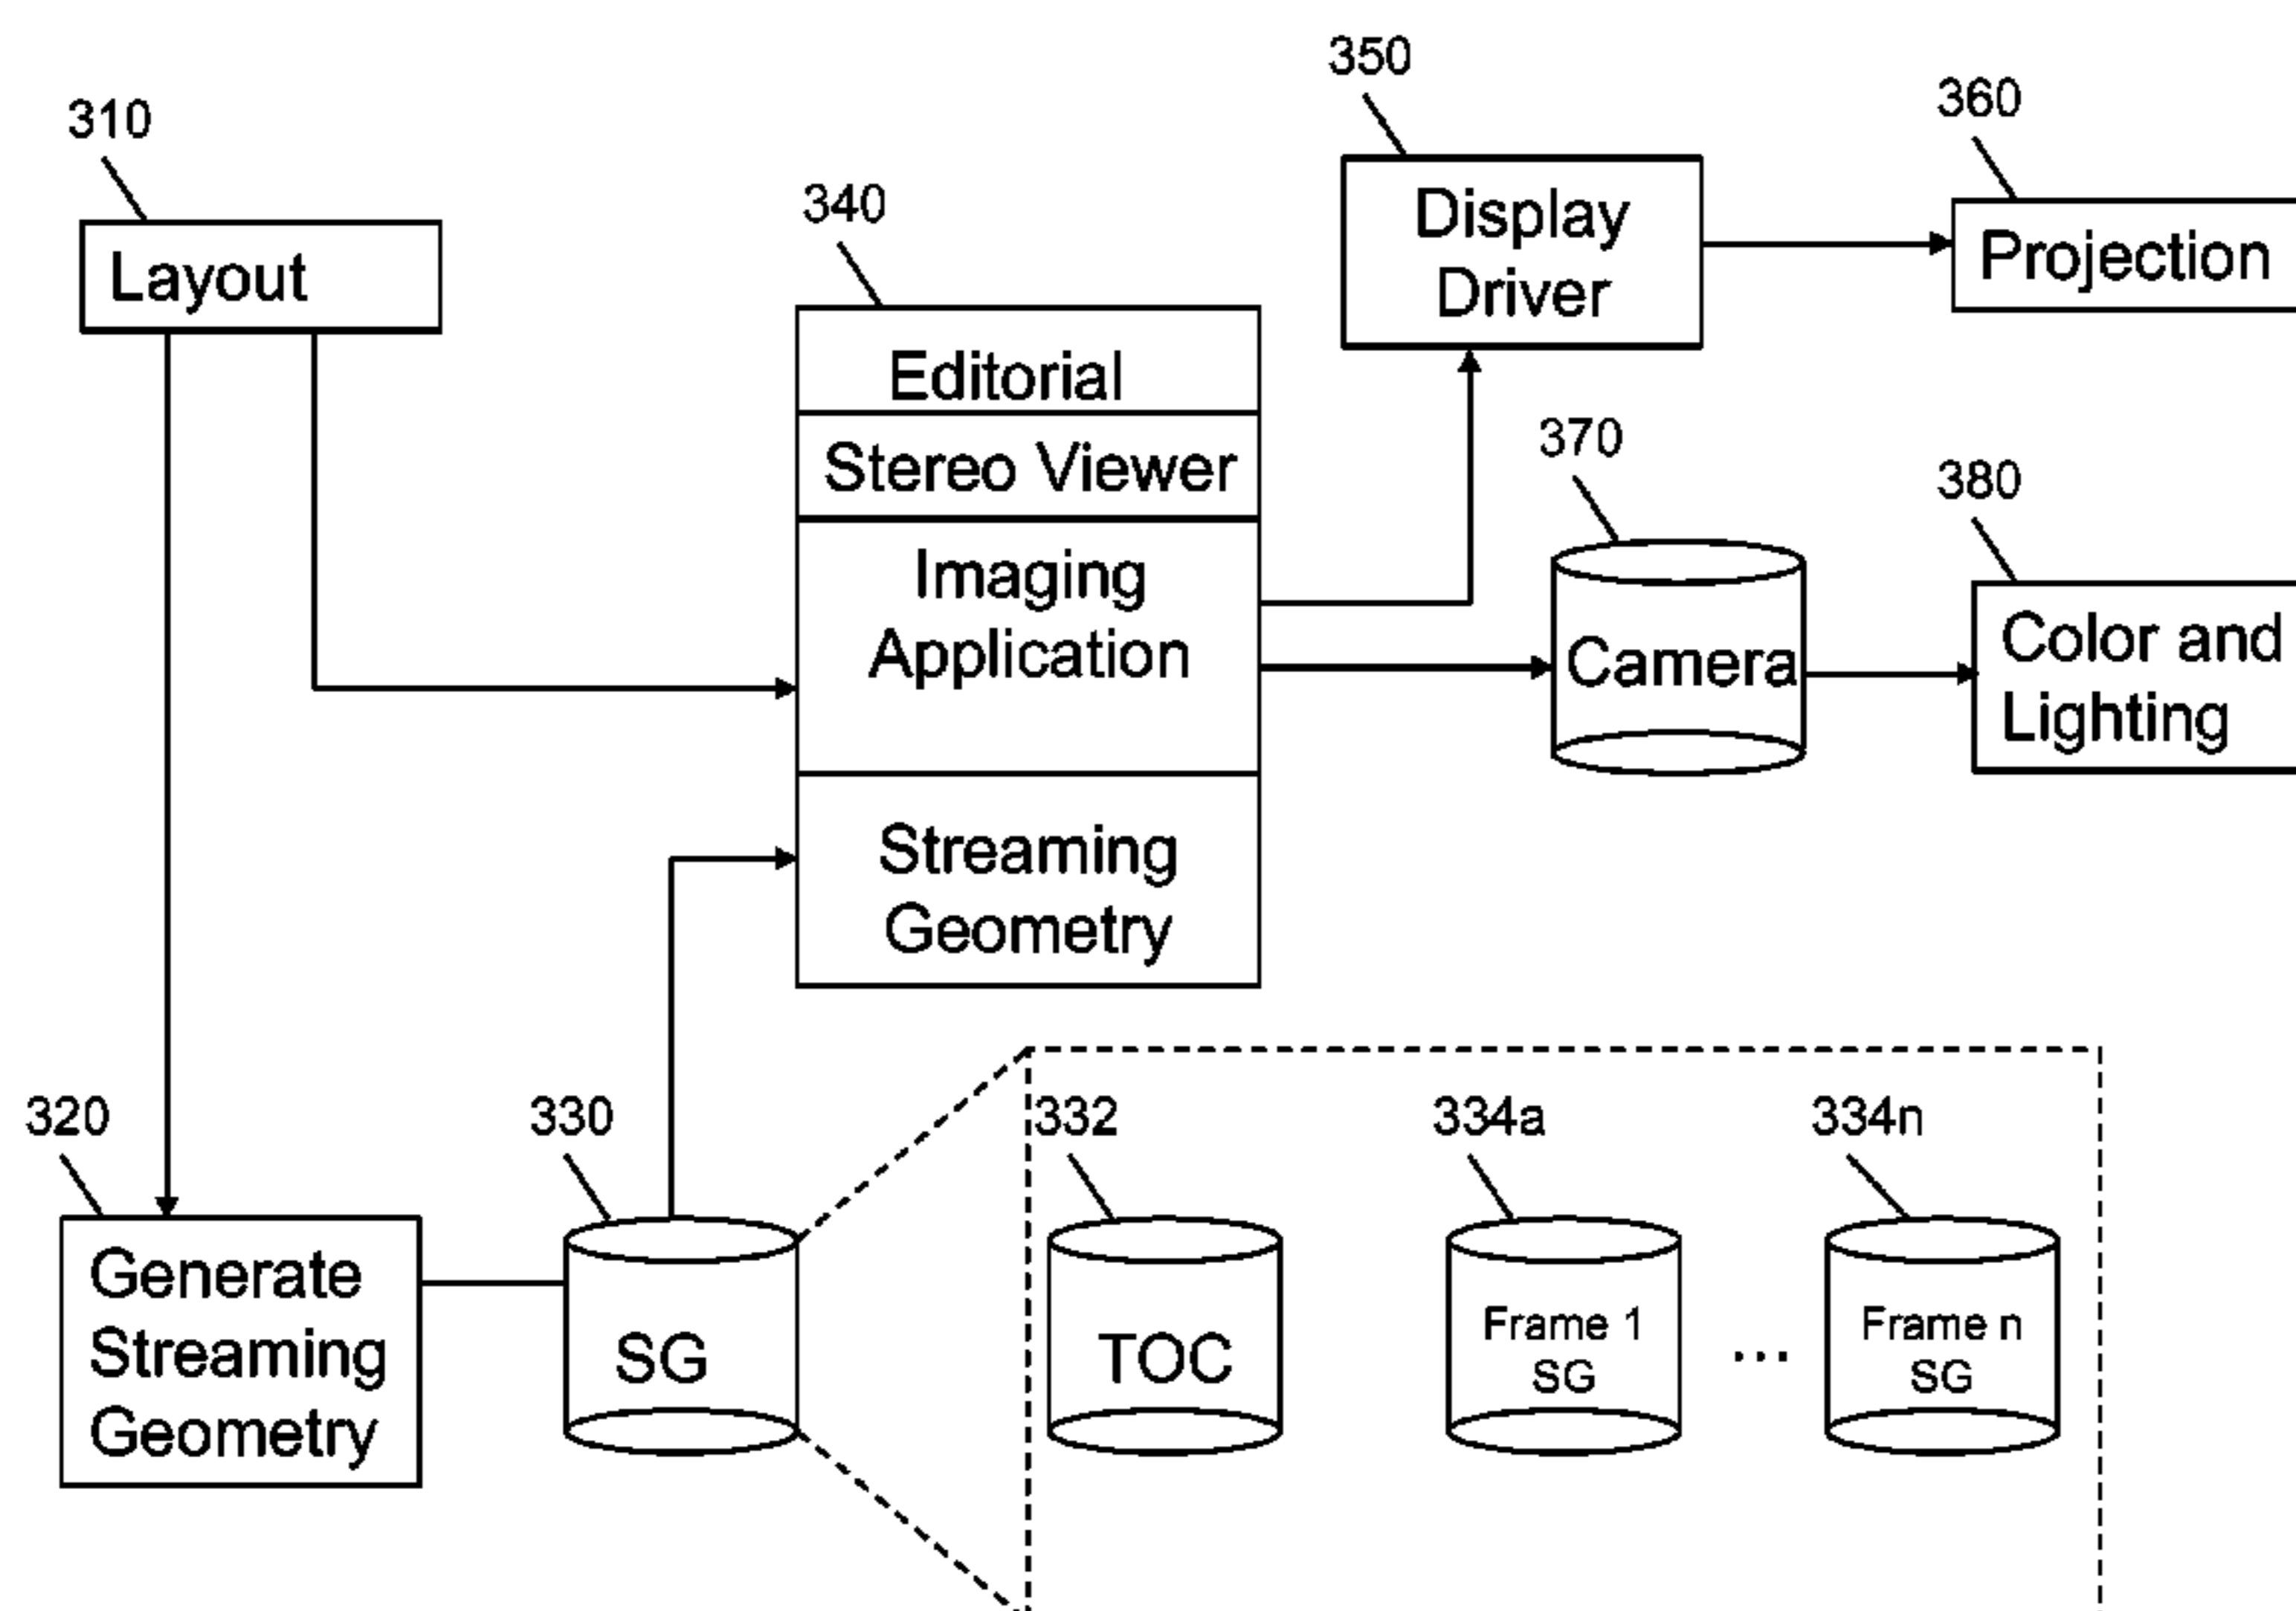 350
360
310
340
Display
Driver
Projection
Layout
Editorial
370
Stereo Viewer
380
Imaging
Application
Camera
Color and
Lighting
Streaming
Geometry
320
330
332
334a
334n
Generate
Streaming
Geometry
SG
TOC
Frame 1
SG
...
Frame n
SG